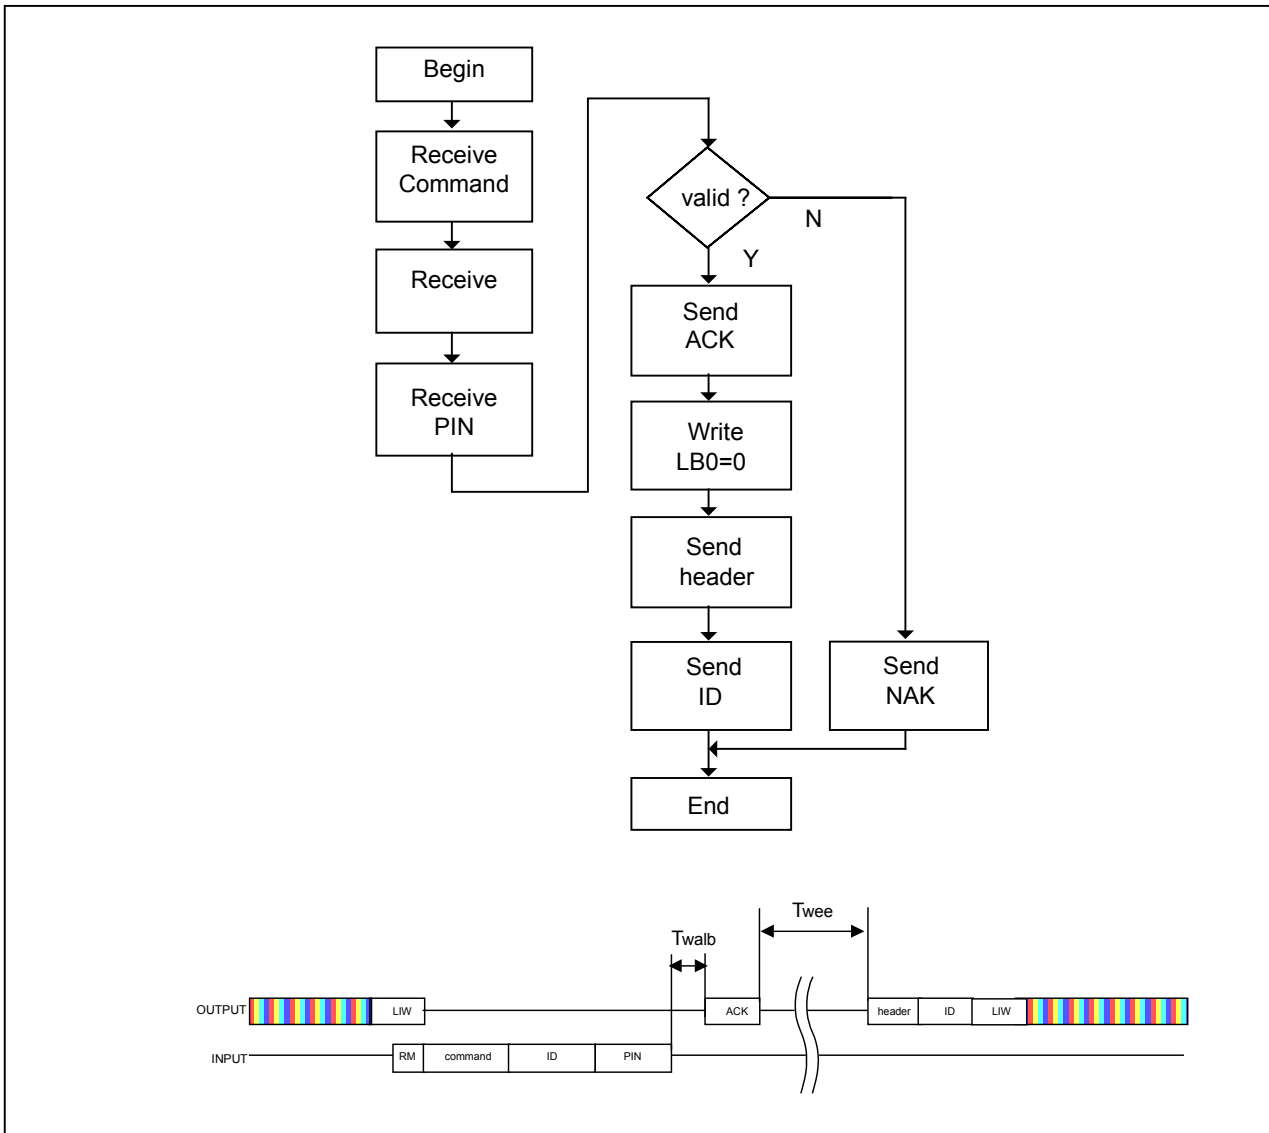 Begin
Receive
Command
Receive
Receive
PIN
valid ?
N
Y
Send
ACK
Write
LB0=0
Send
header
Send
ID
Send
NAK
End
Twee
Twalb
OUTPUT LIW ACK header ID LIW
INPUT RM command ID PIN